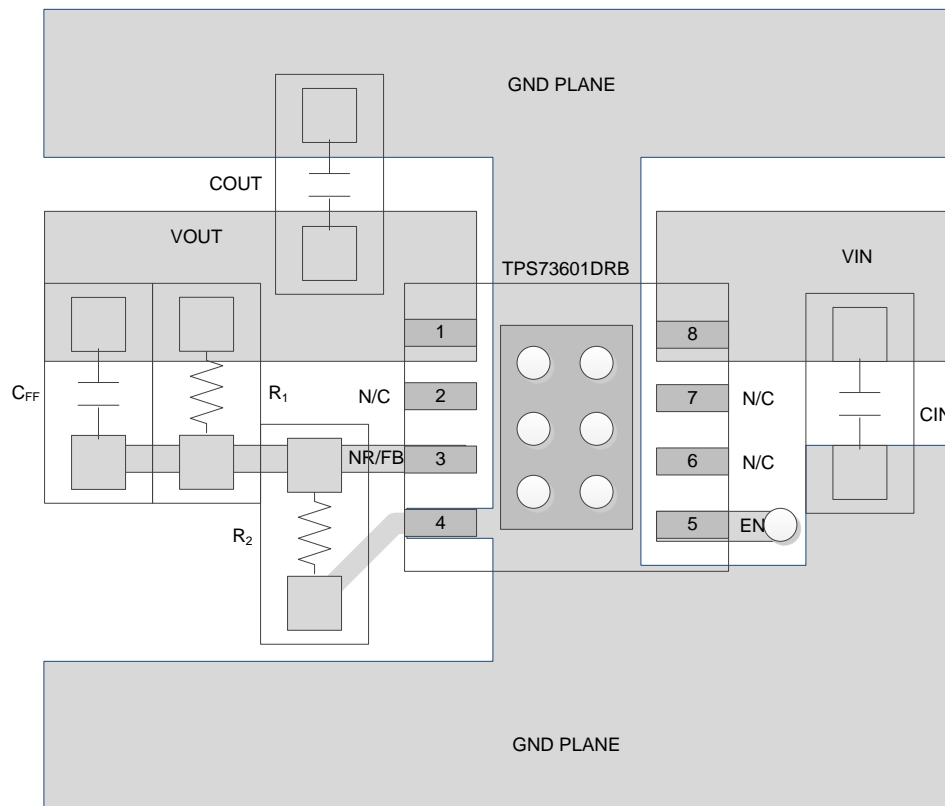 GND PLANE
COUT
VOUT
TPS73601DRB
VIN
1
8
CFF
R1
N/C
2
7
N/C
CIN
NR/FB
3
6
N/C
R2
4
5
EN
GND PLANE